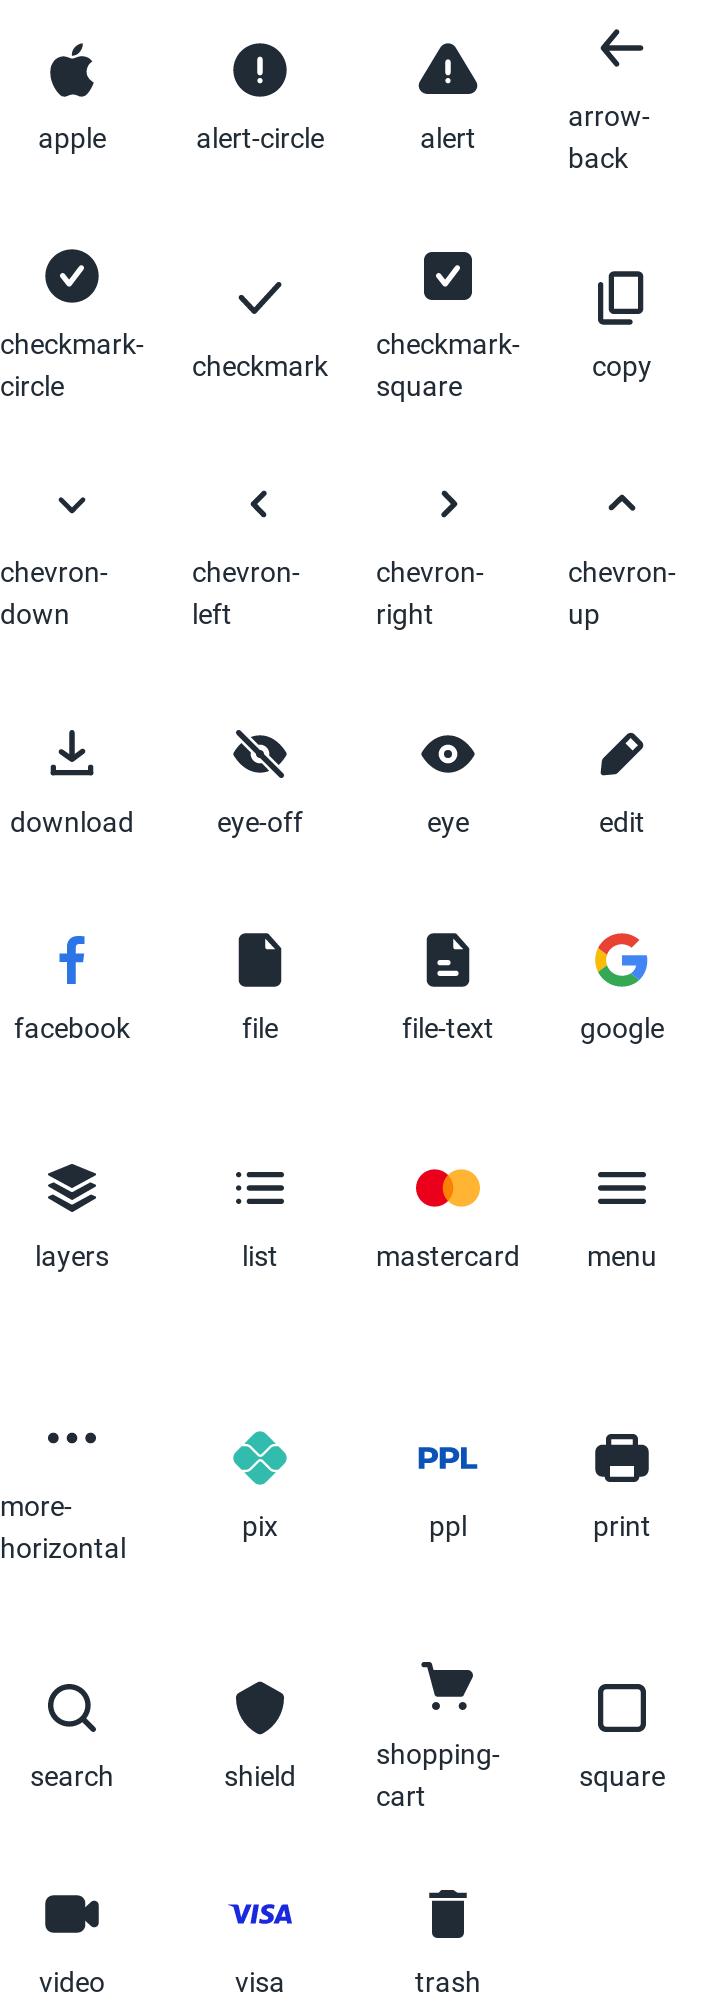 apple
alert-circle
alert
arrow-
back
checkmark-
circle
checkmark
checkmark-
square
copy
chevron-
down
chevron-
left
chevron-
right
chevron-
up
download
eye-off
eye
edit
facebook
file
file-text
google
layers
list
mastercard
menu
more-
horizontal
pix
PPL
ppl
print
search
shield
shopping-
cart
square
video
VISA
visa
trash